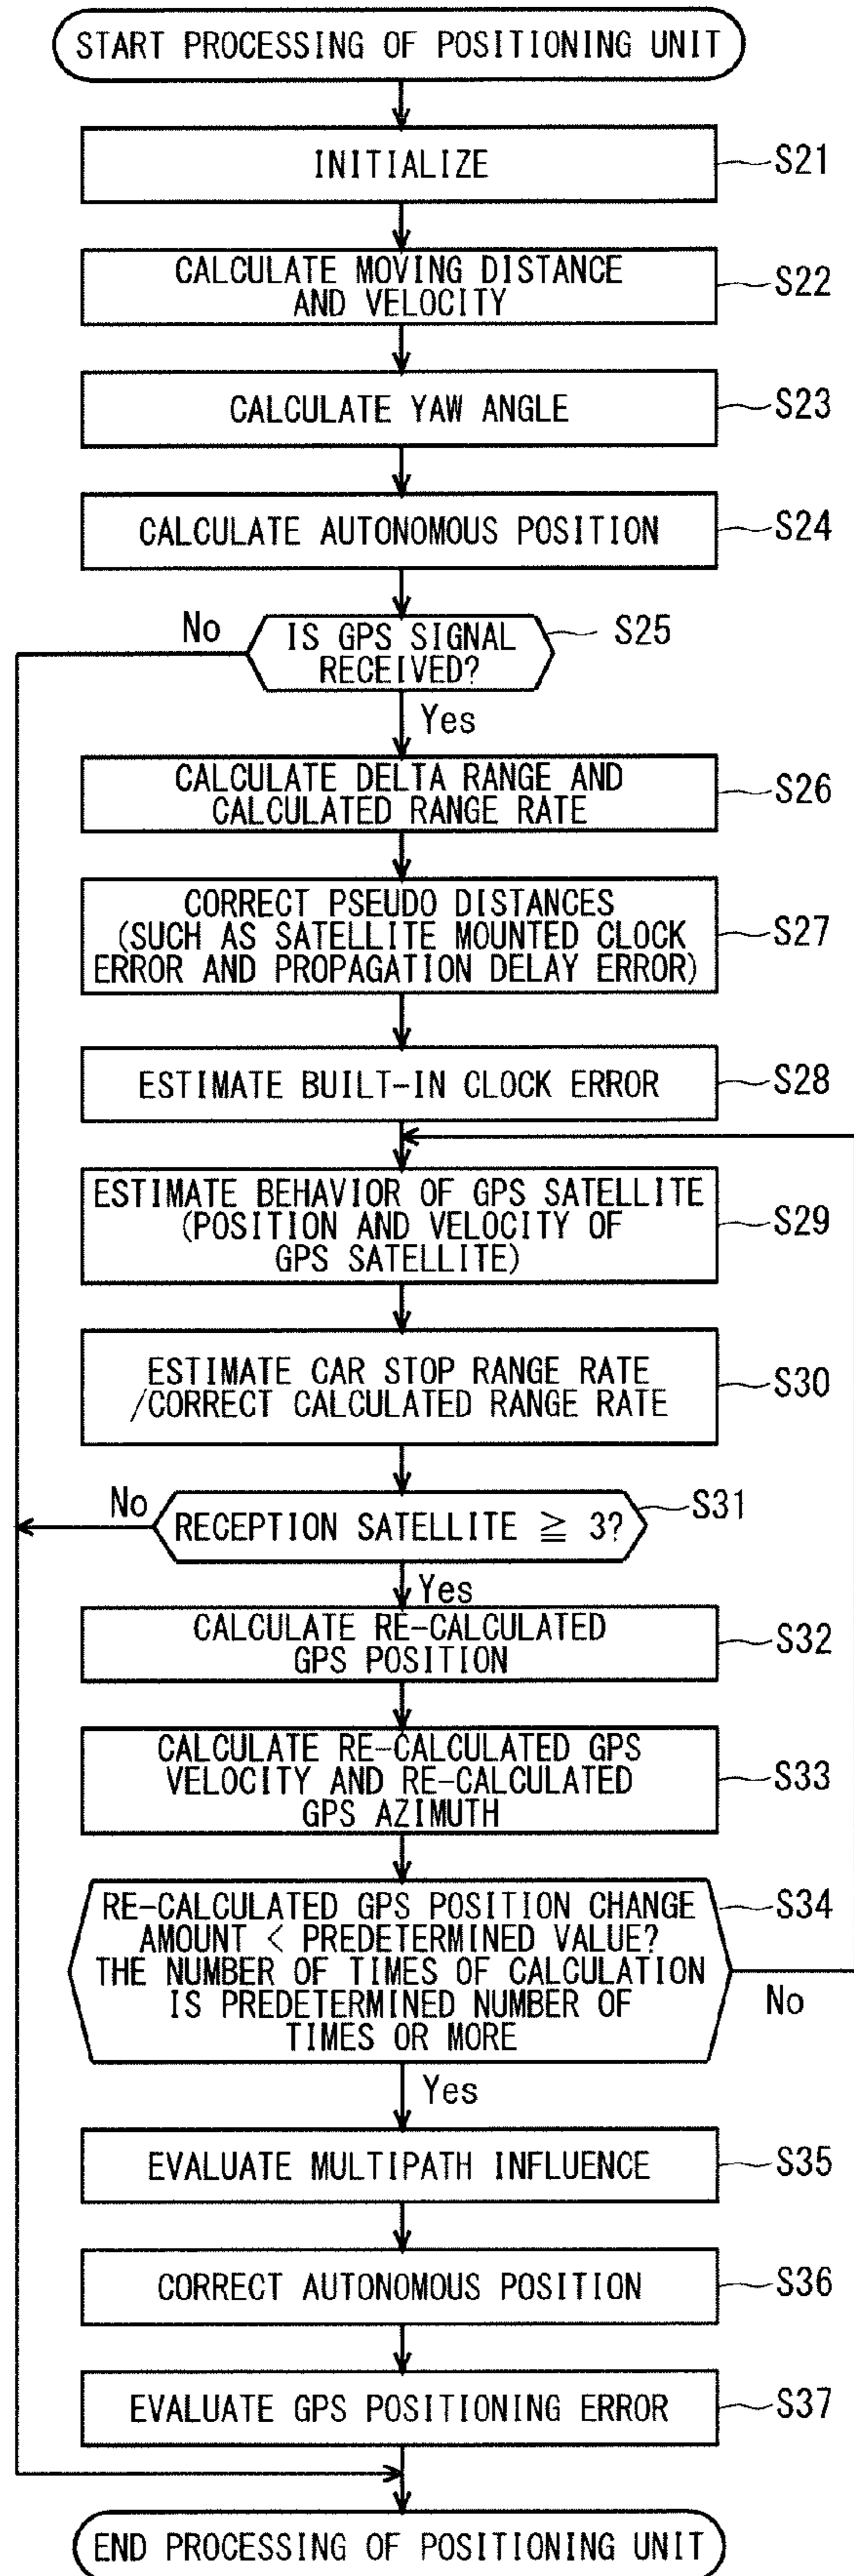 START PROCESSING OF POSITIONING UNIT
INITIALIZE
S21
CALCULATE MOVING DISTANCE
AND VELOCITY
S22
CALCULATE YAW ANGLE
S23
CALCULATE AUTONOMOUS POSITION
S24
No
IS GPS SIGNAL
RECEIVED?
S25
Yes
CALCULATE DELTA RANGE AND
CALCULATED RANGE RATE
S26
CORRECT PSEUDO DISTANCES
(SUCH AS SATELLITE MOUNTED CLOCK
ERROR AND PROPAGATION DELAY ERROR)
S27
ESTIMATE BUILT-IN CLOCK ERROR
S28
ESTIMATE BEHAVIOR OF GPS SATELLITE
(POSITION AND VELOCITY OF
GPS SATELLITE)
S29
ESTIMATE CAR STOP RANGE RATE
/CORRECT CALCULATED RANGE RATE
S30
No
RECEPTION SATELLITE ≧ 3?
S31
Yes
CALCULATE RE-CALCULATED
GPS POSITION
S32
CALCULATE RE-CALCULATED GPS
VELOCITY AND RE-CALCULATED
GPS AZIMUTH
S33
RE-CALCULATED GPS POSITION CHANGE
AMOUNT < PREDETERMINED VALUE?
THE NUMBER OF TIMES OF CALCULATION
IS PREDETERMINED NUMBER OF
TIMES OR MORE
S34
No
Yes
EVALUATE MULTIPATH INFLUENCE
S35
CORRECT AUTONOMOUS POSITION
S36
EVALUATE GPS POSITIONING ERROR
S37
END PROCESSING OF POSITIONING UNIT